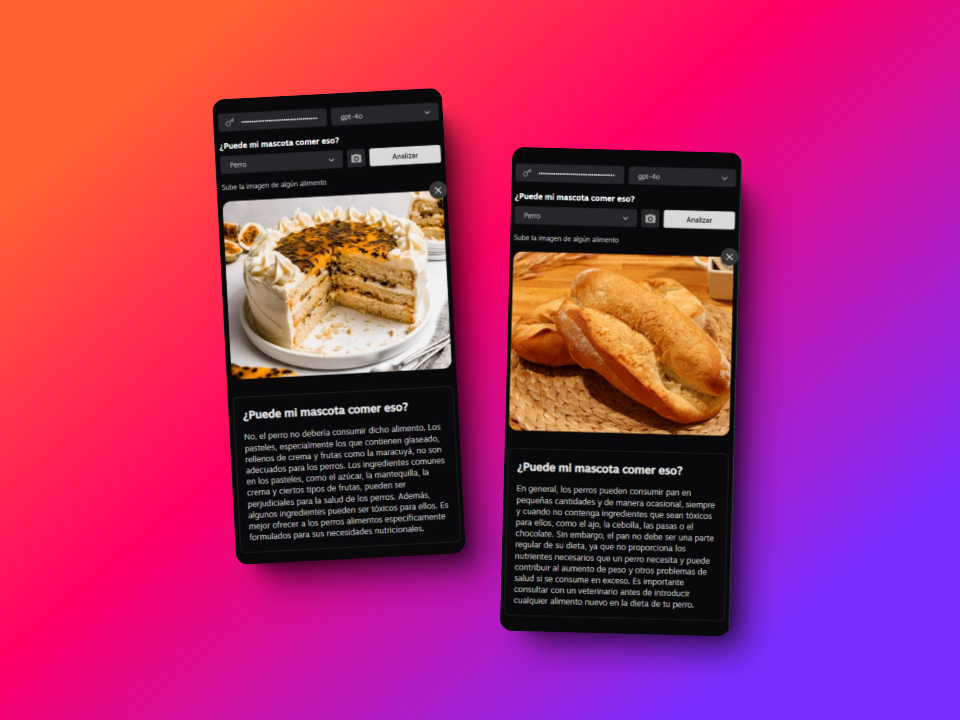 gpt-4o
¿Puede mi mascota comer eso?
Perro
Analizar
Sube la imagen de algún alimento
¿Puede mi mascota comer eso?
No, el perro no debería consumir dicho alimento. Los
pasteles, especialmente los que contienen glaseado,
rellenos de crema y frutas como la maracuyá, no son
adecuados para los perros. Los ingredientes comunes
en los pasteles, como el azúcar, la mantequilla, la
crema y ciertos tipos de frutas, pueden ser
perjudiciales para la salud de los perros. Además,
algunos ingredientes pueden ser tóxicos para ellos. Es
mejor ofrecer a los perros alimentos específicamente
formulados para sus necesidades nutricionales.
gpt-4o
¿Puede mi mascota comer eso?
Perro
Analizar
Sube la imagen de algún alimento
¿Puede mi mascota comer eso?
En general, los perros pueden consumir pan en
pequeñas cantidades y de manera ocasional, siempre
y cuando no contenga ingredientes que sean tóxicos
para ellos, como el ajo, la cebolla, las pasas o el
chocolate. Sin embargo, el pan no debe ser una parte
regular de su dieta, ya que no proporciona los
nutrientes necesarios que un perro necesita y puede
contribuir al aumento de peso y otros problemas de
salud si se consume en exceso. Es importante
consultar con un veterinario antes de introducir
cualquier alimento nuevo en la dieta de tu perro.